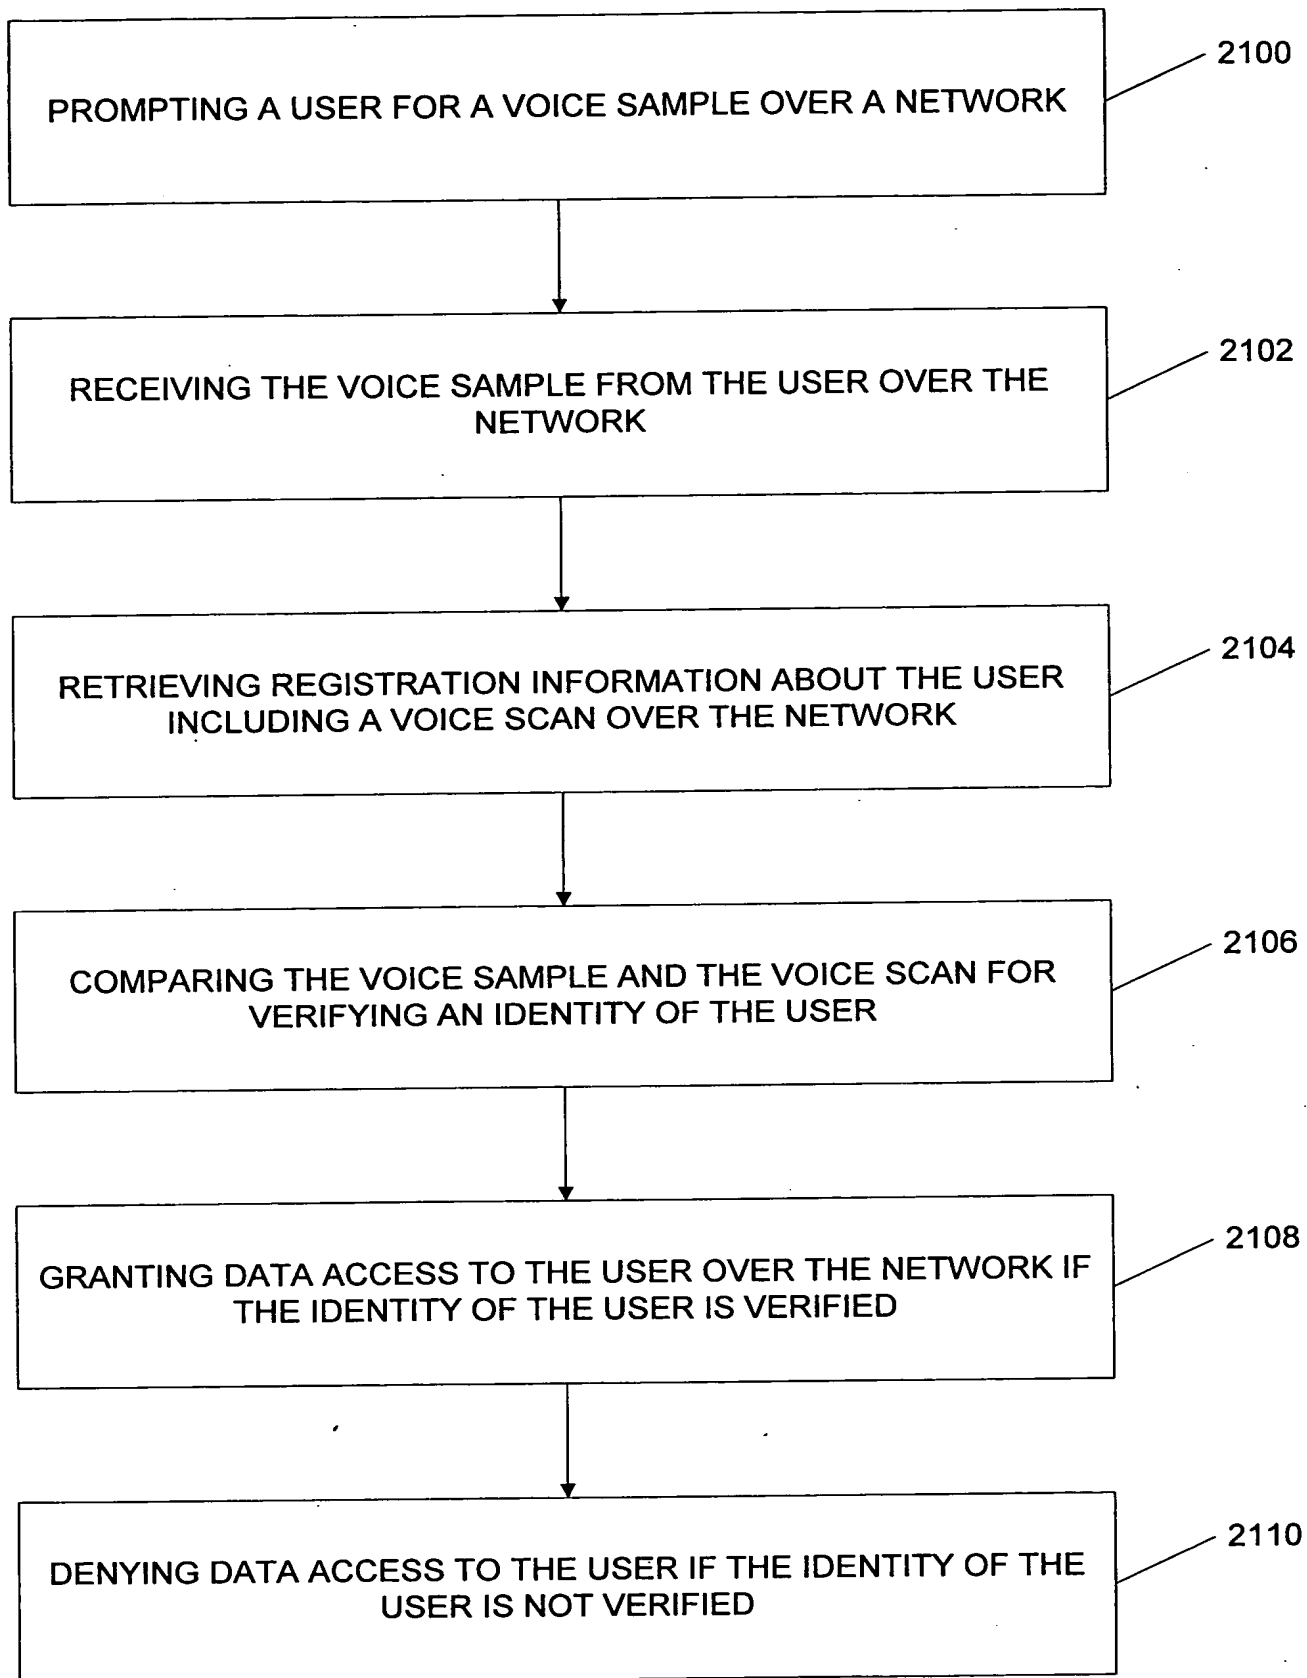 2100
PROMPTING A USER FOR A VOICE SAMPLE OVER A NETWORK
2102
RECEIVING THE VOICE SAMPLE FROM THE USER OVER THE
NETWORK
2104
RETRIEVING REGISTRATION INFORMATION ABOUT THE USER
INCLUDING A VOICE SCAN OVER THE NETWORK
2106
COMPARING THE VOICE SAMPLE AND THE VOICE SCAN FOR
VERIFYING AN IDENTITY OF THE USER
2108
GRANTING DATA ACCESS TO THE USER OVER THE NETWORK IF
THE IDENTITY OF THE USER IS VERIFIED
2110
DENYING DATA ACCESS TO THE USER IF THE IDENTITY OF THE
USER IS NOT VERIFIED